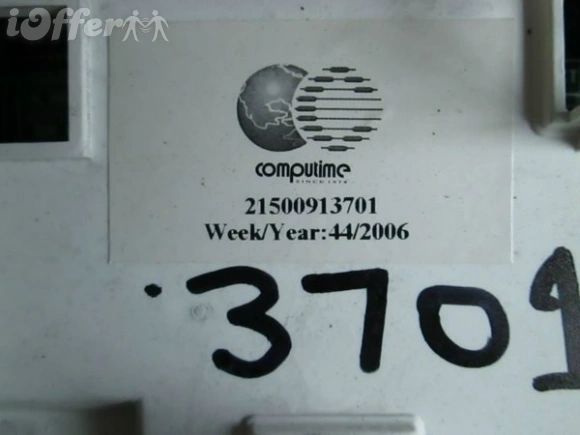 iOffer
computime
SINCE 1974
21500913701
Week/Year:44/2006
.3701